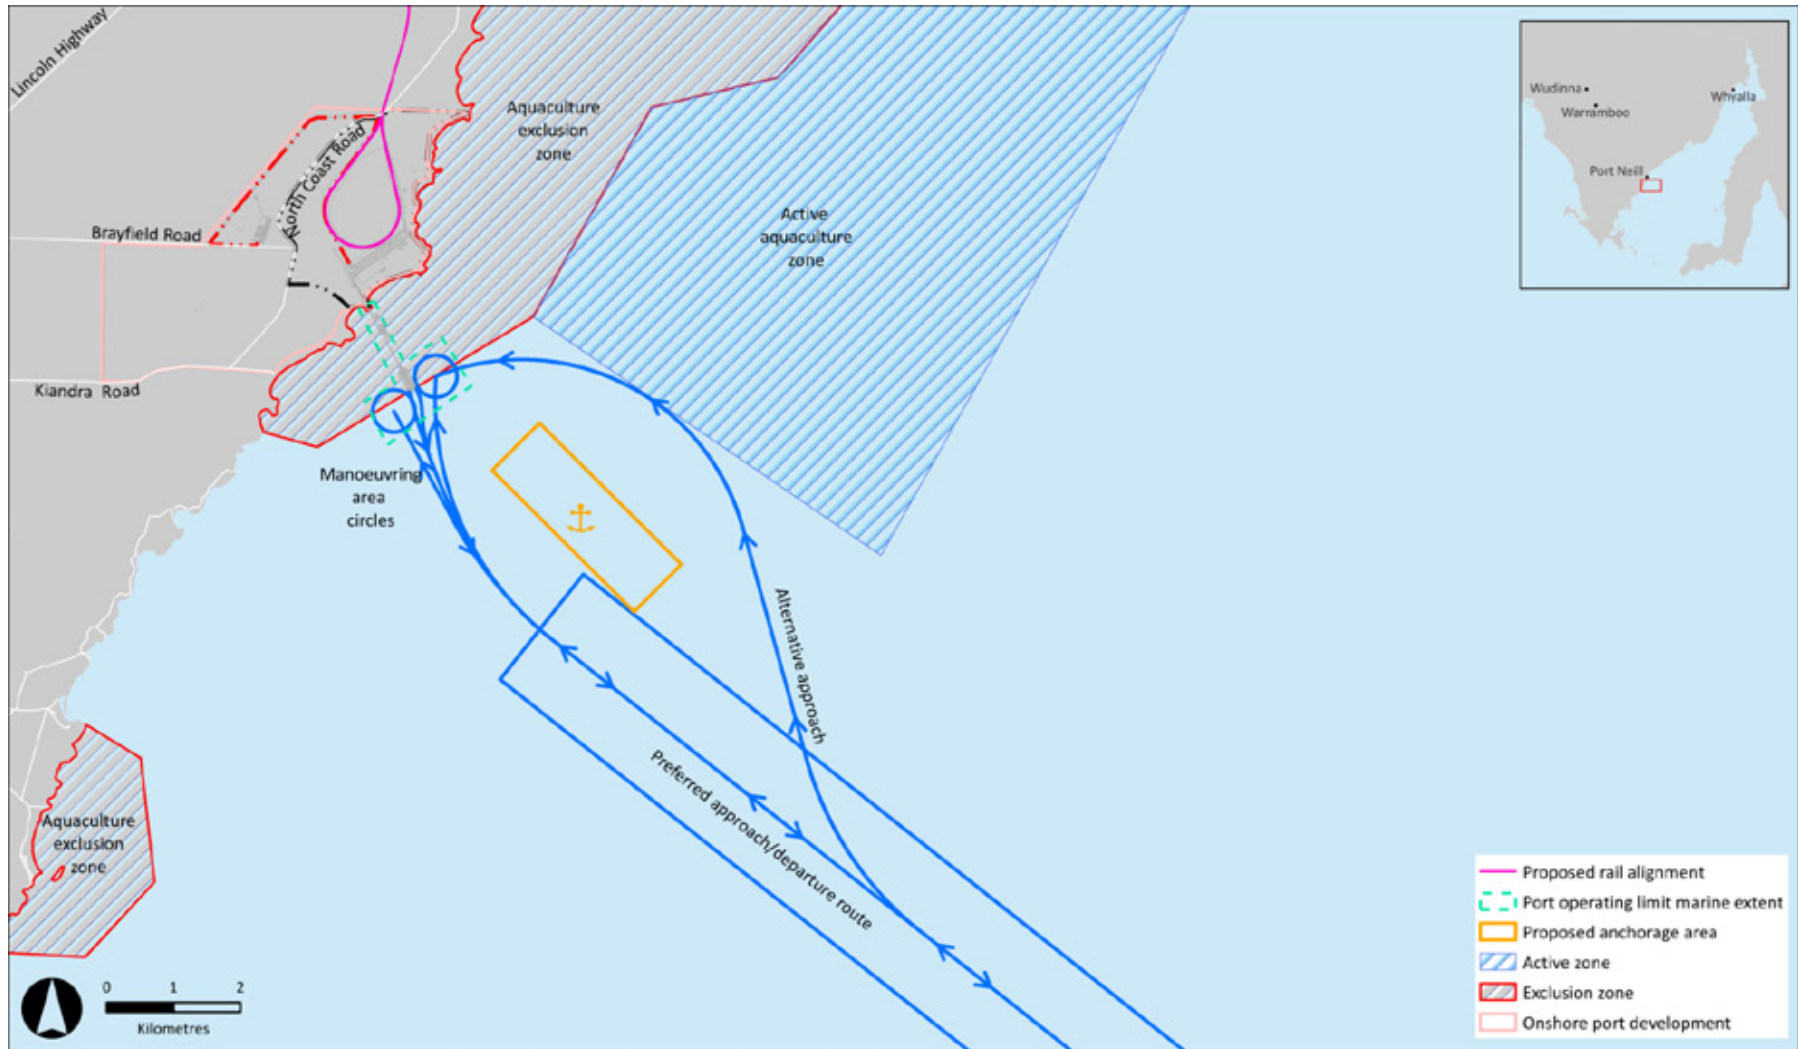 Lincoln Highway
Aquaculture
exclusion
zone
North Coast Road
Active
aquaculture
zone
Brayfield Road
Kiandra Road
Manoeuvring
area
circles
Alternative approach
Preferred approach/departure route
Aquaculture
exclusion
zone
0 1 2
Kilometres
Wudinna
Warramboo
Whyalla
Port Neill
Proposed rail alignment
Port operating limit marine extent
Proposed anchorage area
Active zone
Exclusion zone
Onshore port development